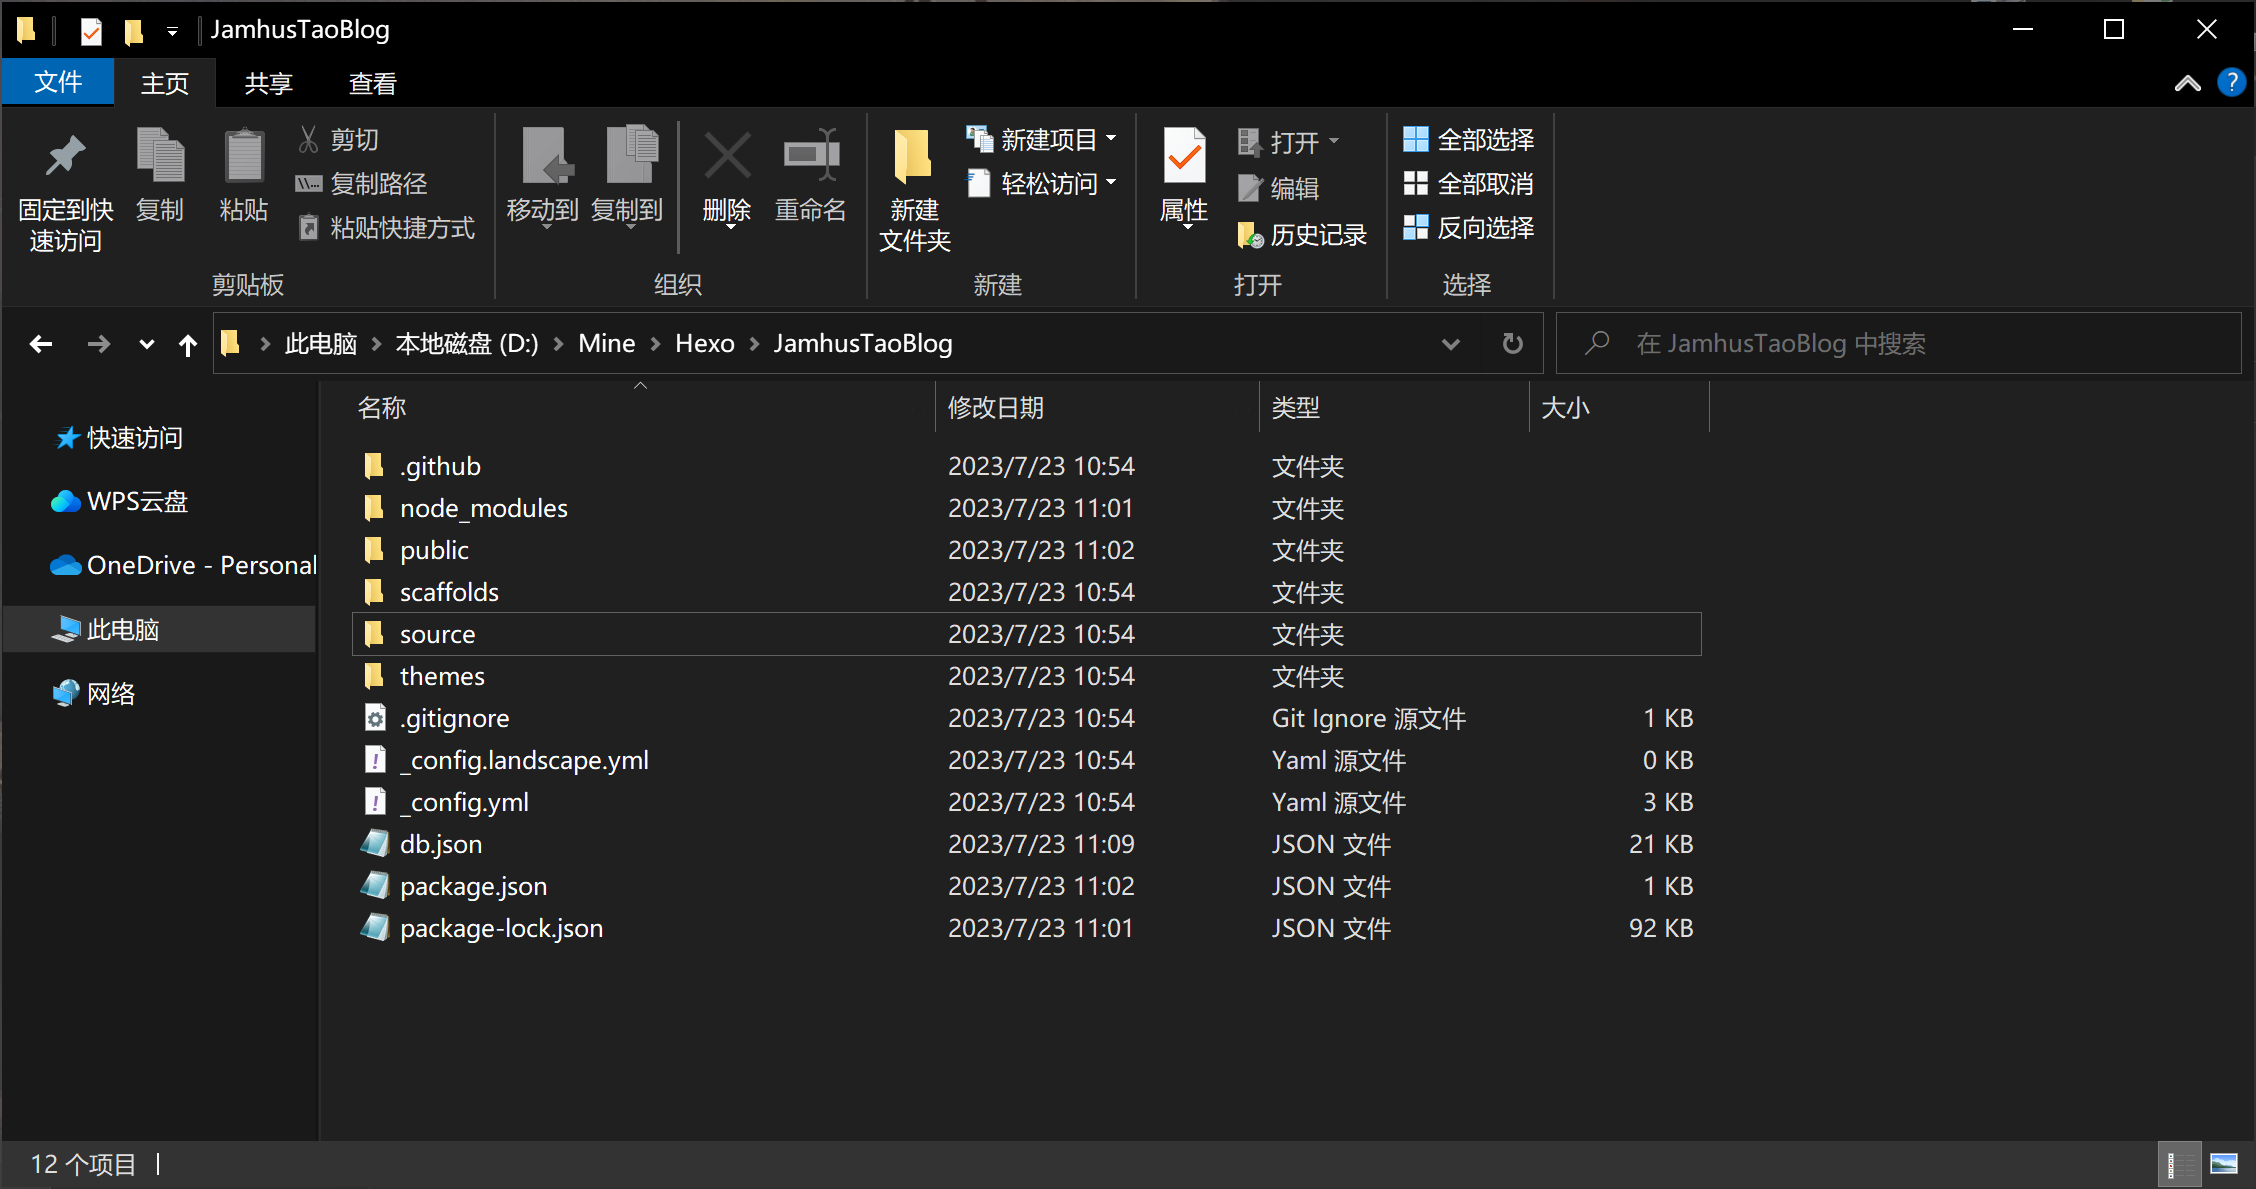 JamhusTaoBlog
文件 主页 共享 查看
固定到快
速访问
复制
粘贴
剪切
复制路径
粘贴快捷方式
剪贴板
移动到
复制到
删除
重命名
组织
新建
文件夹
新建项目
轻松访问
新建
属性
打开
编辑
历史记录
打开
全部选择
全部取消
反向选择
选择
此电脑 本地磁盘 (D:) Mine Hexo JamhusTaoBlog
在 JamhusTaoBlog 中搜索
快速访问
WPS云盘
OneDrive - Personal
此电脑
网络
名称 修改日期 类型 大小
.github 2023/7/23 10:54 文件夹
node_modules 2023/7/23 11:01 文件夹
public 2023/7/23 11:02 文件夹
scaffolds 2023/7/23 10:54 文件夹
source 2023/7/23 10:54 文件夹
themes 2023/7/23 10:54 文件夹
.gitignore 2023/7/23 10:54 Git Ignore 源文件 1 KB
_config.landscape.yml 2023/7/23 10:54 Yaml 源文件 0 KB
_config.yml 2023/7/23 10:54 Yaml 源文件 3 KB
db.json 2023/7/23 11:09 JSON 文件 21 KB
package.json 2023/7/23 11:02 JSON 文件 1 KB
package-lock.json 2023/7/23 11:01 JSON 文件 92 KB
12 个项目